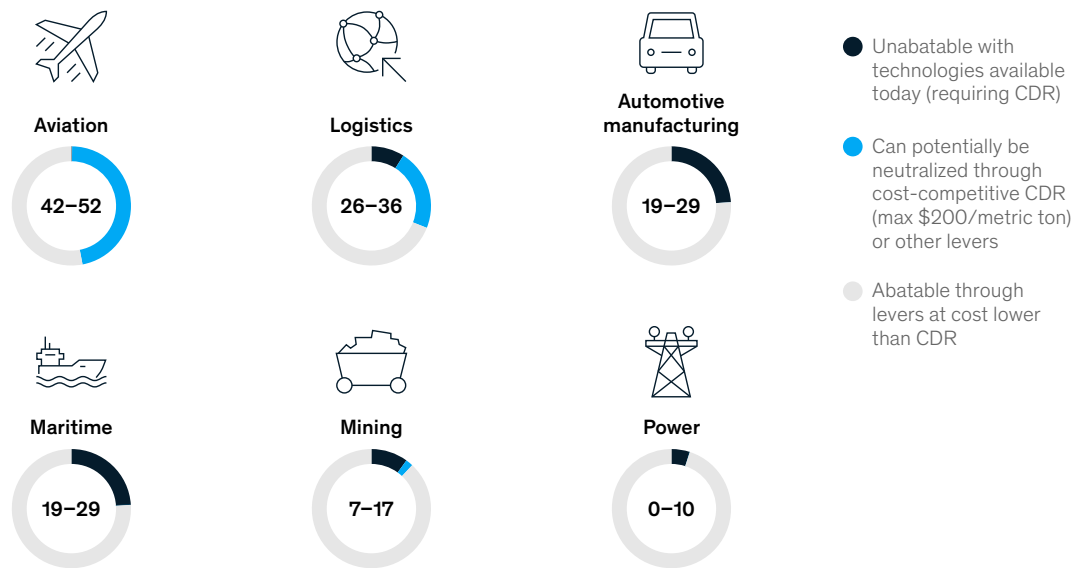 Aviation
42–52
Logistics
26–36
Automotive
manufacturing
19–29
Maritime
19–29
Mining
7–17
Power
0–10
Unabatable with
technologies available
today (requiring CDR)
Can potentially be
neutralized through
cost-competitive CDR
(max $200/metric ton)
or other levers
Abatable through
levers at cost lower
than CDR